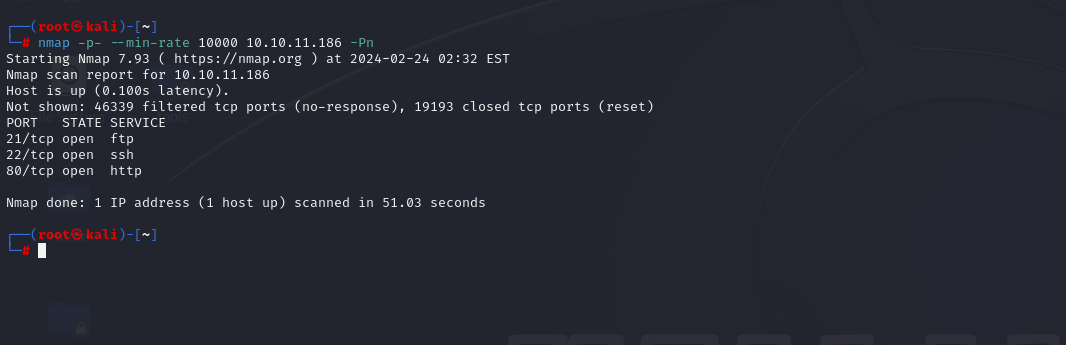 ┌──(root㉿kali)-[~]
└─# nmap -p- --min-rate 10000 10.10.11.186 -Pn
Starting Nmap 7.93 ( https://nmap.org ) at 2024-02-24 02:32 EST
Nmap scan report for 10.10.11.186
Host is up (0.100s latency).
Not shown: 46339 filtered tcp ports (no-response), 19193 closed tcp ports (reset)
PORT   STATE SERVICE
21/tcp open  ftp
22/tcp open  ssh
80/tcp open  http
Nmap done: 1 IP address (1 host up) scanned in 51.03 seconds
┌──(root㉿kali)-[~]
└─#